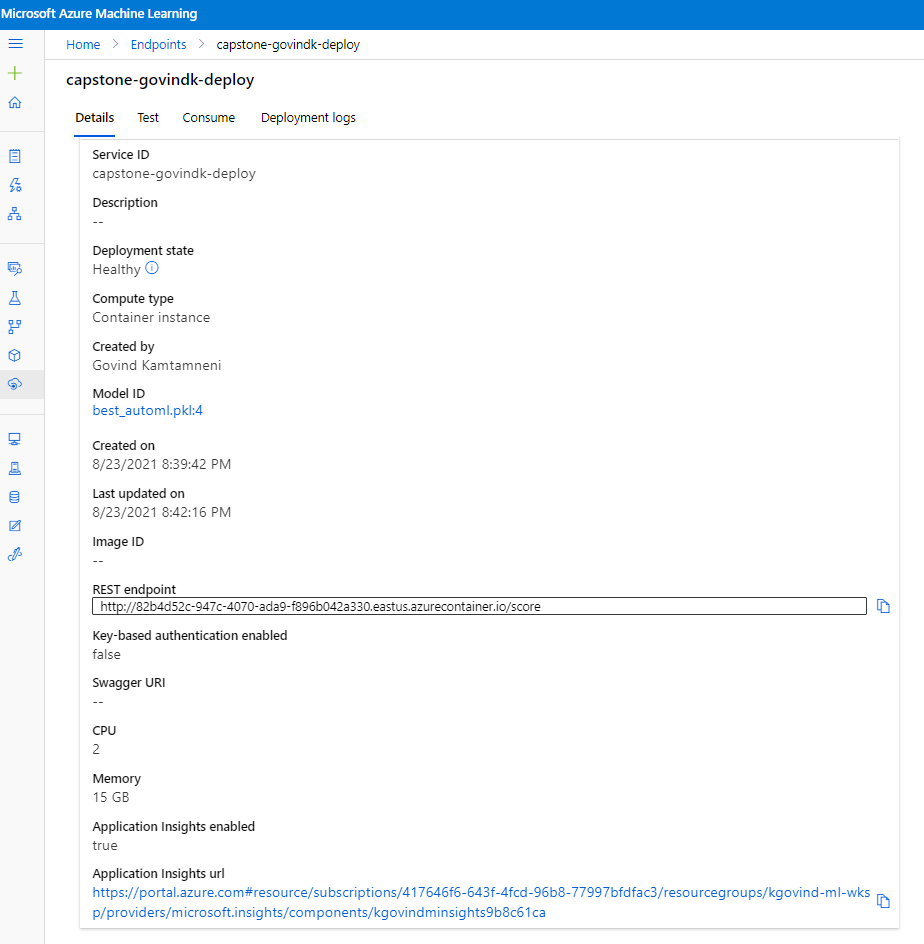 Microsoft Azure Machine Learning
Home > Endpoints > capstone-govindk-deploy
capstone-govindk-deploy
Details Test Consume Deployment logs
Service ID
capstone-govindk-deploy
Description
--
Deployment state
Healthy
Compute type
Container instance
Created by
Govind Kamtamneni
Model ID
best_automl.pkl:4
Created on
8/23/2021 8:39:42 PM
Last updated on
8/23/2021 8:42:16 PM
Image ID
--
REST endpoint
http://82b4d52c-947c-4070-ada9-f896b042a330.eastus.azurecontainer.io/score
Key-based authentication enabled
false
Swagger URI
--
CPU
2
Memory
15 GB
Application Insights enabled
true
Application Insights url
https://portal.azure.com#resource/subscriptions/417646f6-643f-4fcd-96b8-77997bfdfac3/resourcegroups/kgovind-ml-wks
p/providers/microsoft.insights/components/kgovindminsights9b8c61ca